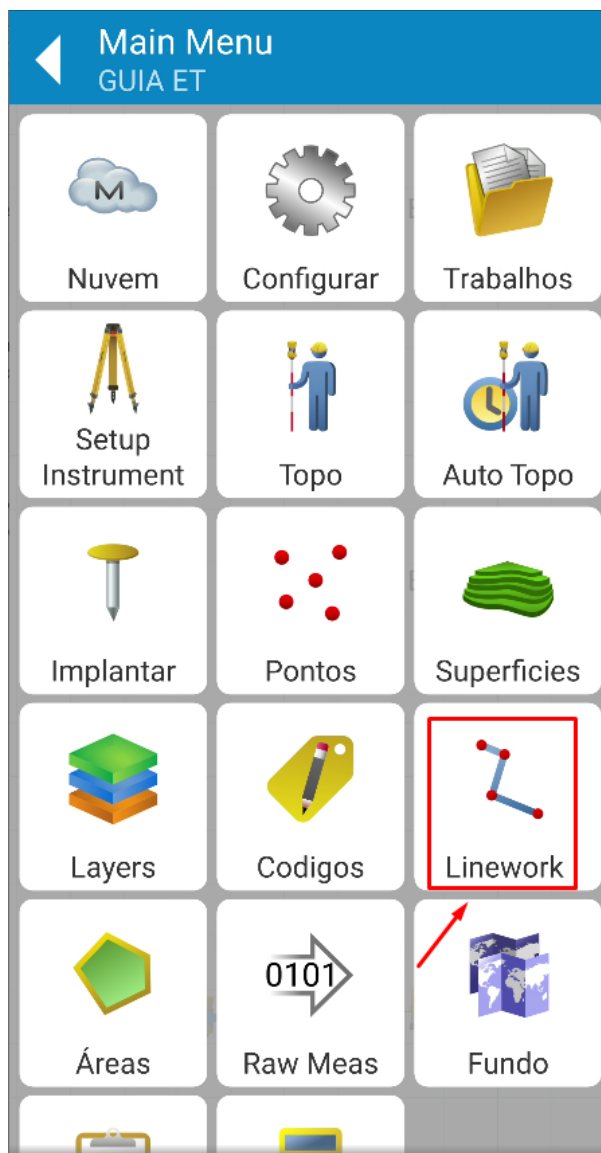 Main Menu
GUIA ET
M
Nuvem
Configurar
Trabalhos
Setup
Instrument
Topo
Auto Topo
Implantar
Pontos
Superficies
Layers
Codigos
Linework
Áreas
0101
Raw Meas
Fundo